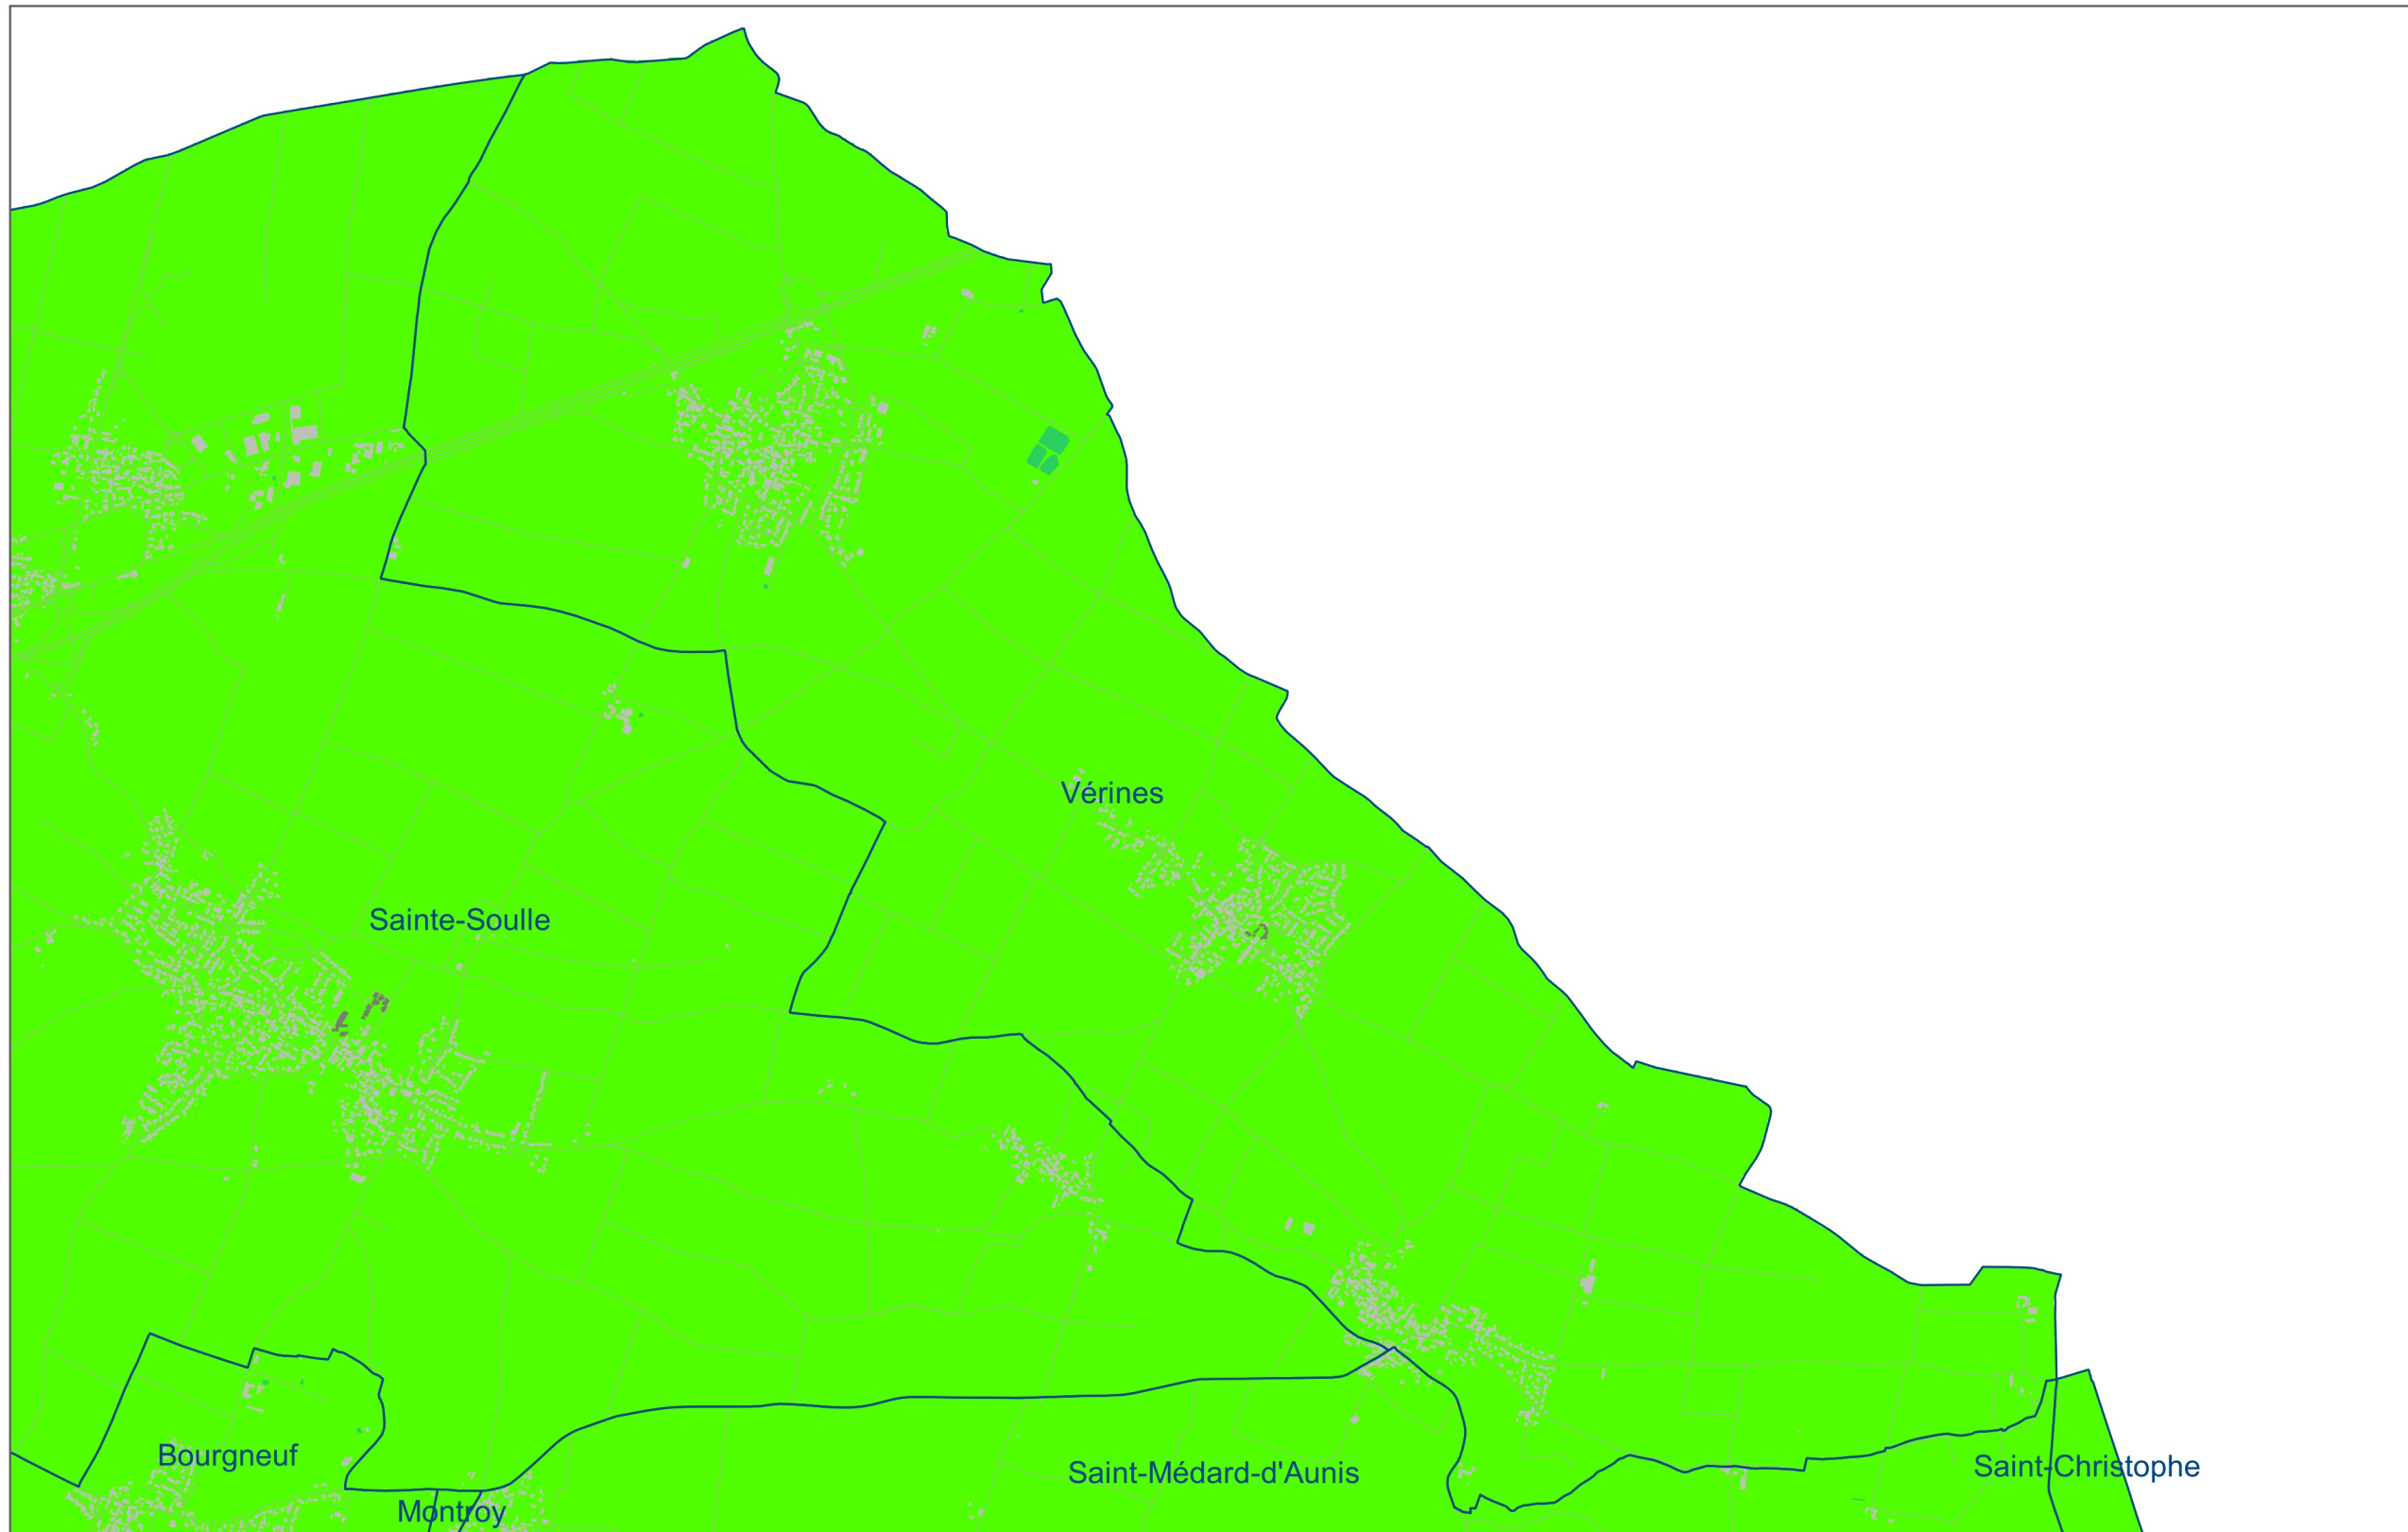 Vérines
Sainte-Soulle
Bourgneuf
Saint-Médard-d'Aunis
Saint-Christophe
Montroy